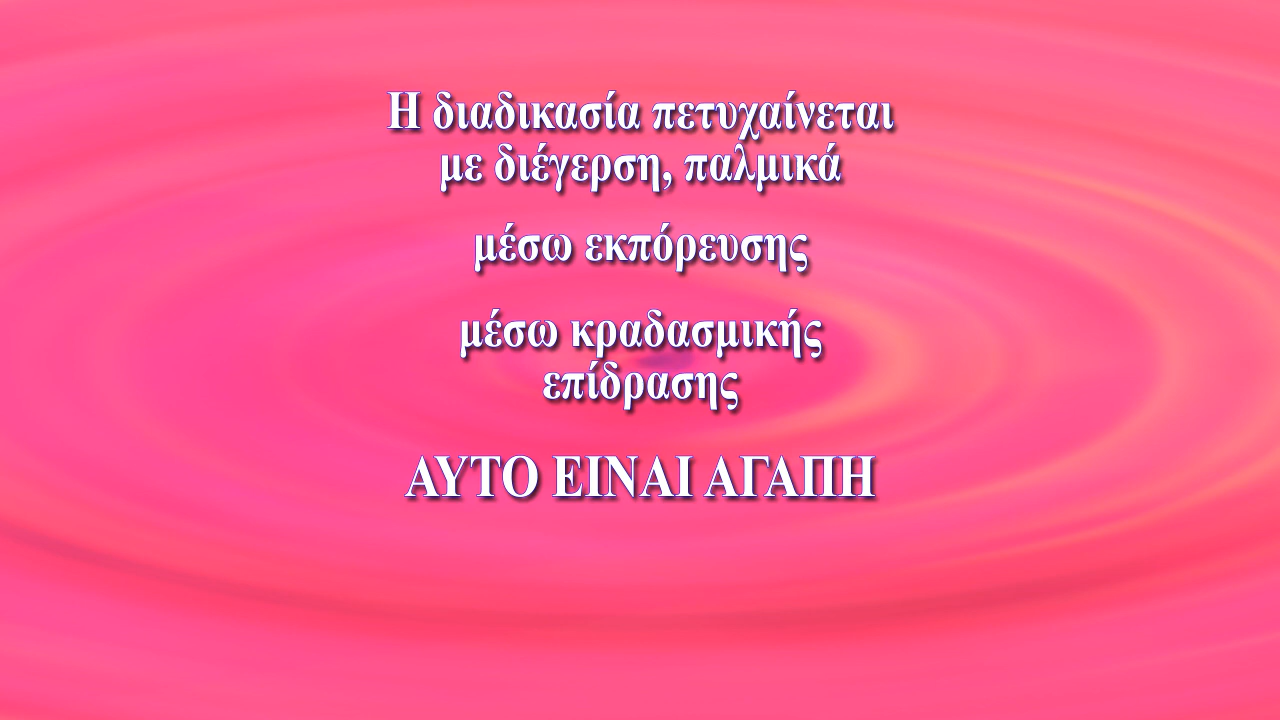 Η διαδικασία πετυχαίνεται
με διέγερση, παλμικά
μέσω εκπόρευσης
μέσω κραδασμικής
επίδρασης
ΑΥΤΟ ΕΙΝΑΙ ΑΓΑΠΗ